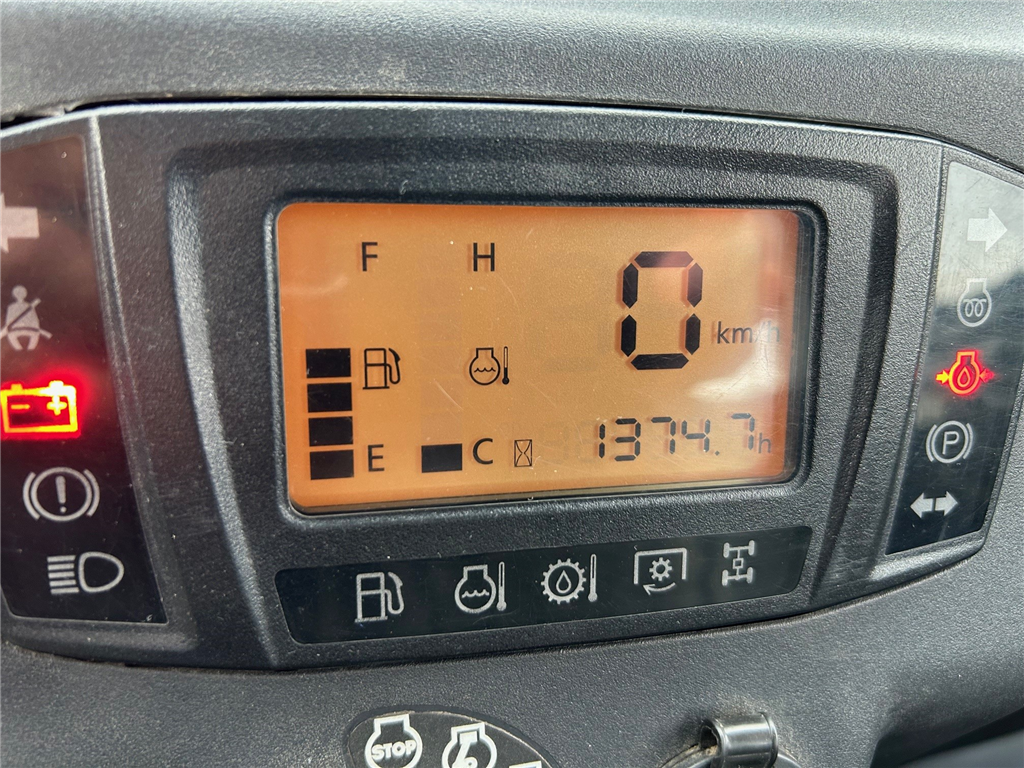 F H
0 km/h
E C 1374.7h
P
STOP